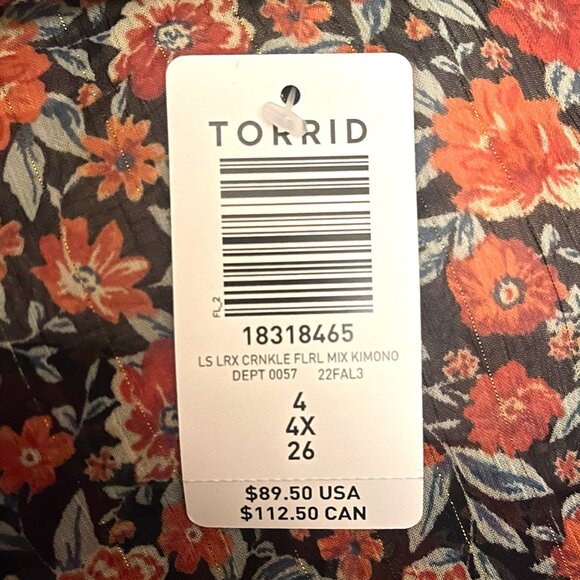 TORRID
FL_2
18318465
LS LRX CRNKLE FLRL MIX KIMONO
DEPT 0057 22FAL3
4
4X
26
$89.50 USA
$112.50 CAN